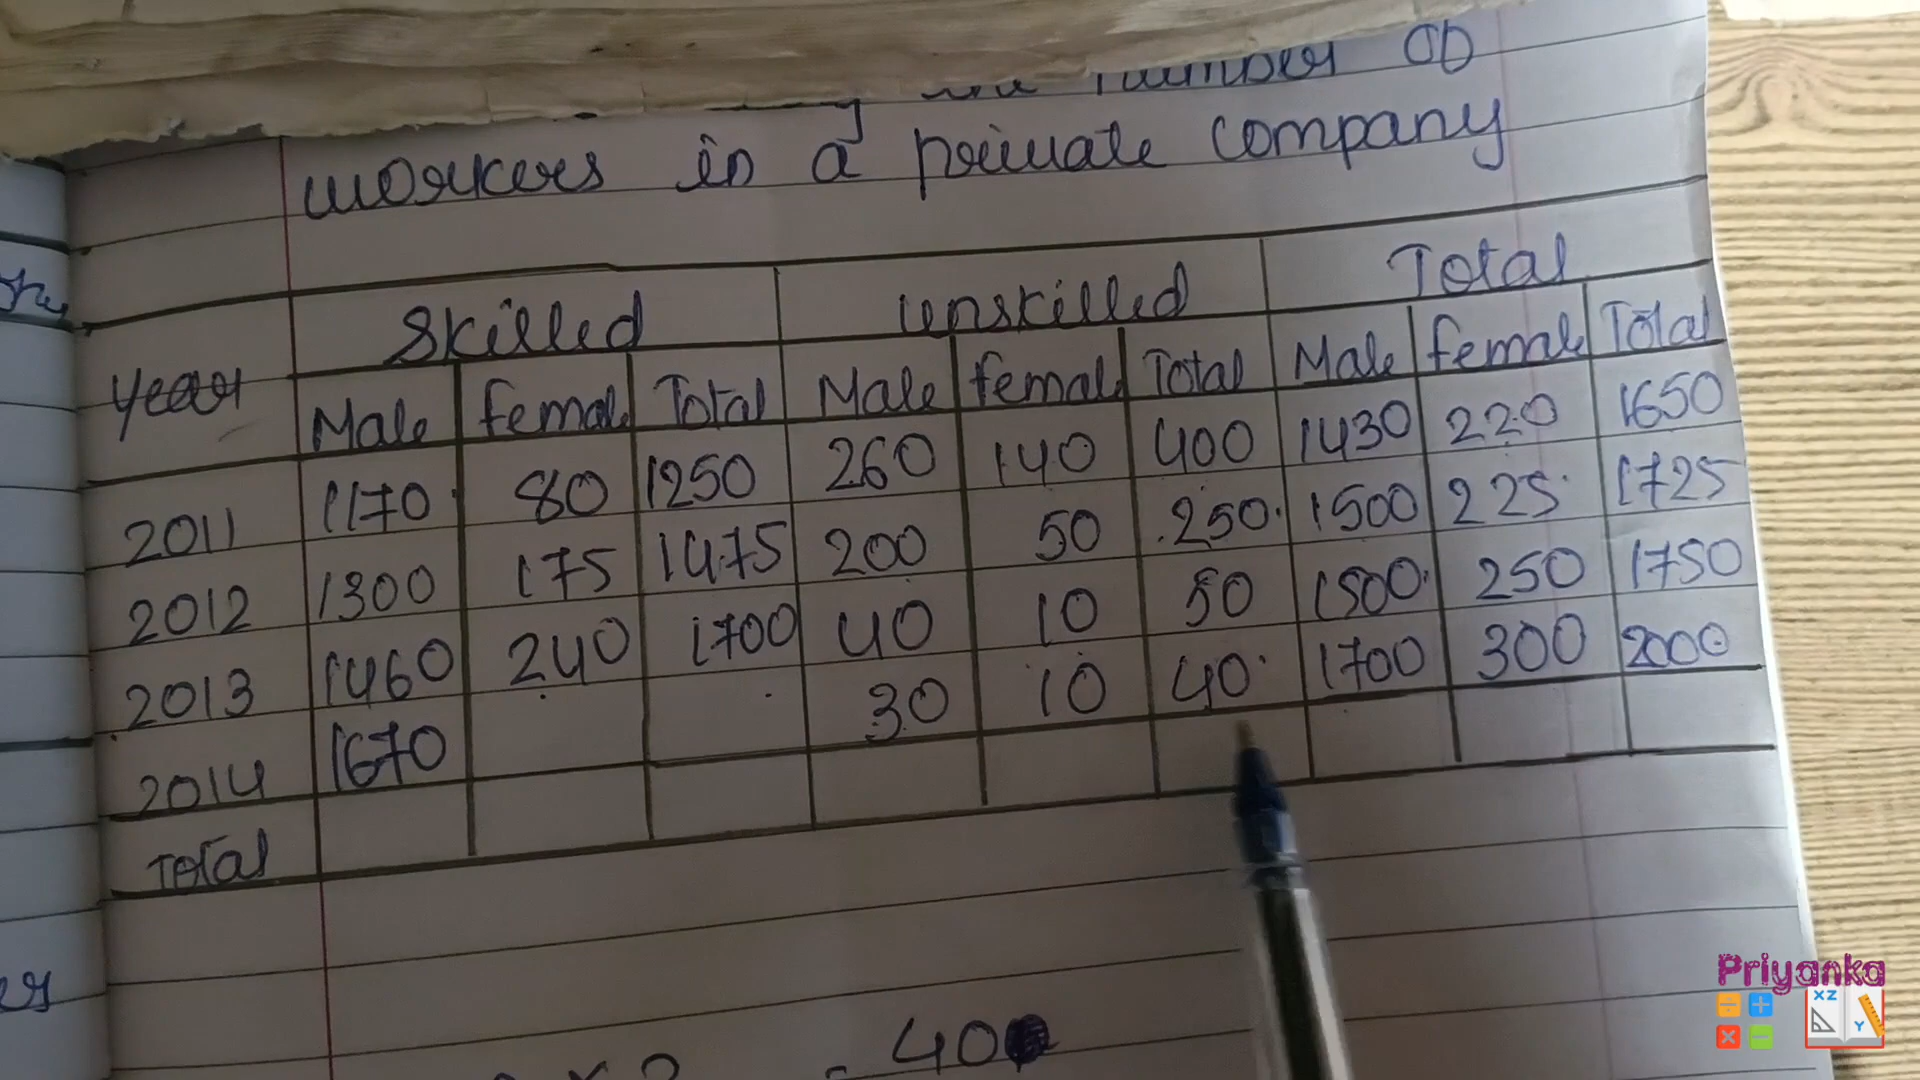 number of
workers in a private company
Year Skilled Unskilled Total
Male female Total Male female Total Male female Total
2011 1170 80 1250 260 140 400 1430 220 1650
2012 1300 175 1475 200 50 250 1500 225 1725
2013 1460 240 1700 40 10 50 1500 250 1750
2014 1670 30 10 40 1700 300 2000
Total
400
Priyanka
XZ
Y